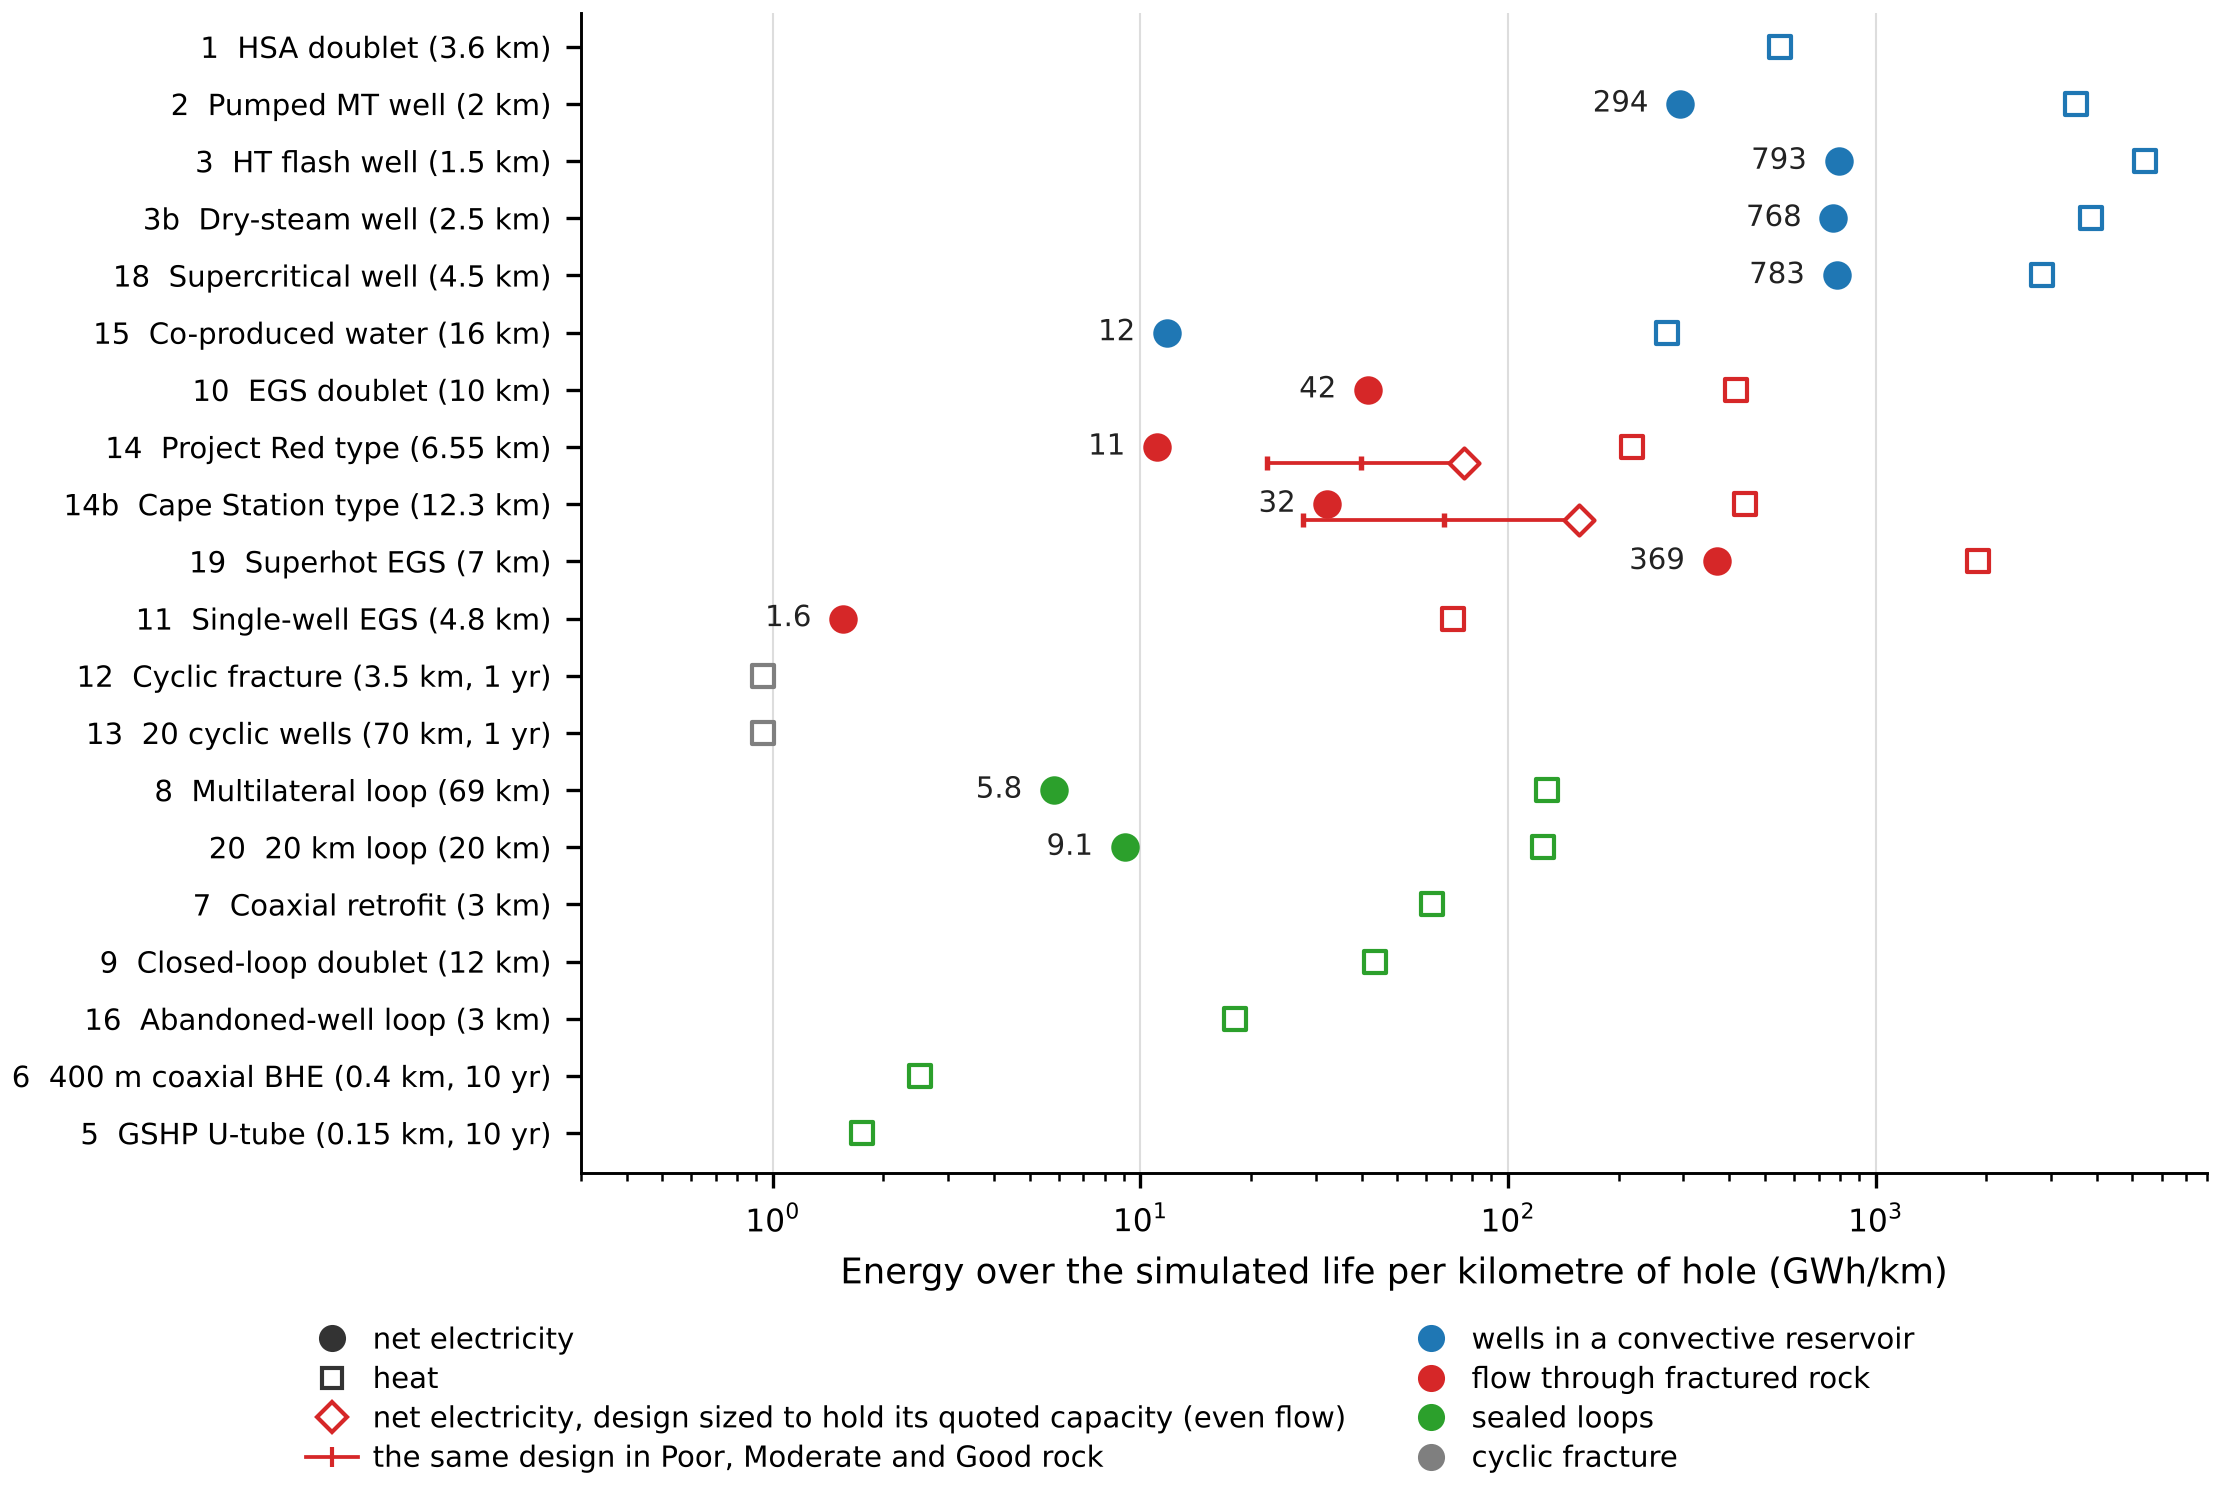 1 HSA doublet (3.6 km)
2 Pumped MT well (2 km)
294
3 HT flash well (1.5 km)
793
3b Dry-steam well (2.5 km)
768
18 Supercritical well (4.5 km)
783
15 Co-produced water (16 km)
12
10 EGS doublet (10 km)
42
14 Project Red type (6.55 km)
11
14b Cape Station type (12.3 km)
32
19 Superhot EGS (7 km)
369
11 Single-well EGS (4.8 km)
1.6
12 Cyclic fracture (3.5 km, 1 yr)
13 20 cyclic wells (70 km, 1 yr)
8 Multilateral loop (69 km)
5.8
20 20 km loop (20 km)
9.1
7 Coaxial retrofit (3 km)
9 Closed-loop doublet (12 km)
16 Abandoned-well loop (3 km)
6 400 m coaxial BHE (0.4 km, 10 yr)
5 GSHP U-tube (0.15 km, 10 yr)
10⁰ 10¹ 10² 10³
Energy over the simulated life per kilometre of hole (GWh/km)
net electricity
heat
net electricity, design sized to hold its quoted capacity (even flow)
the same design in Poor, Moderate and Good rock
wells in a convective reservoir
flow through fractured rock
sealed loops
cyclic fracture